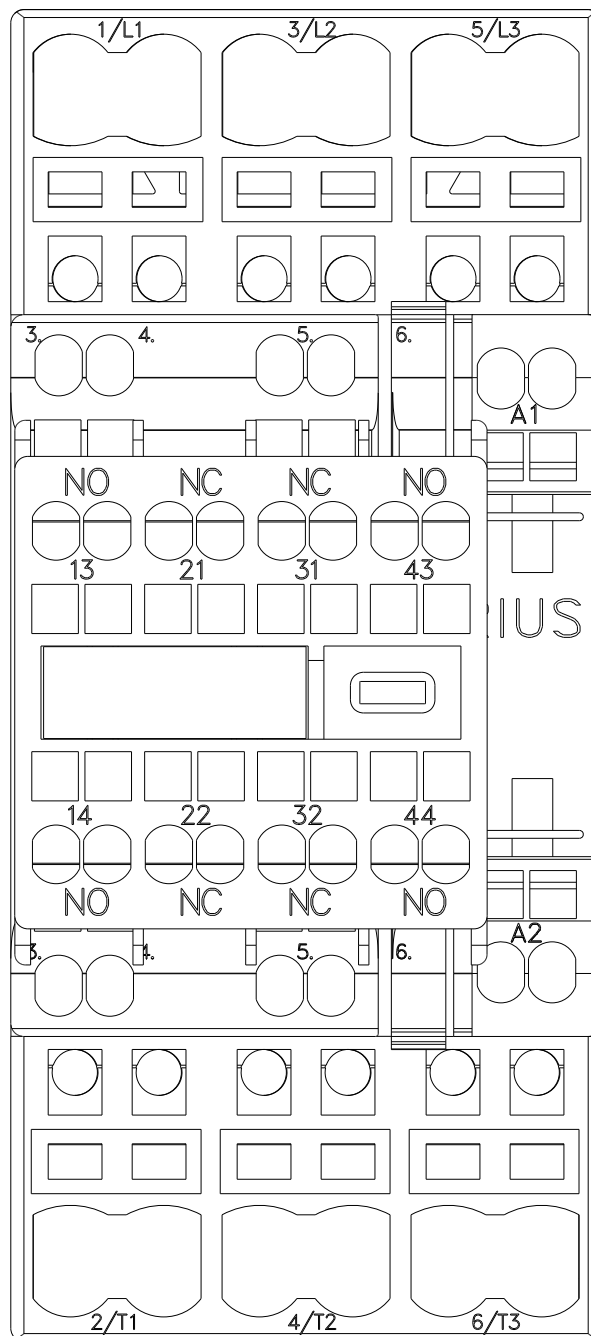 1/L1 3/L2 5/L3
3. 4. 5. 6.
A1
NO NC NC NO
13 21 31 43
IUS
14 22 32 44
NO NC NC NO
A2
3. 4. 5. 6.
2/T1 4/T2 6/T3